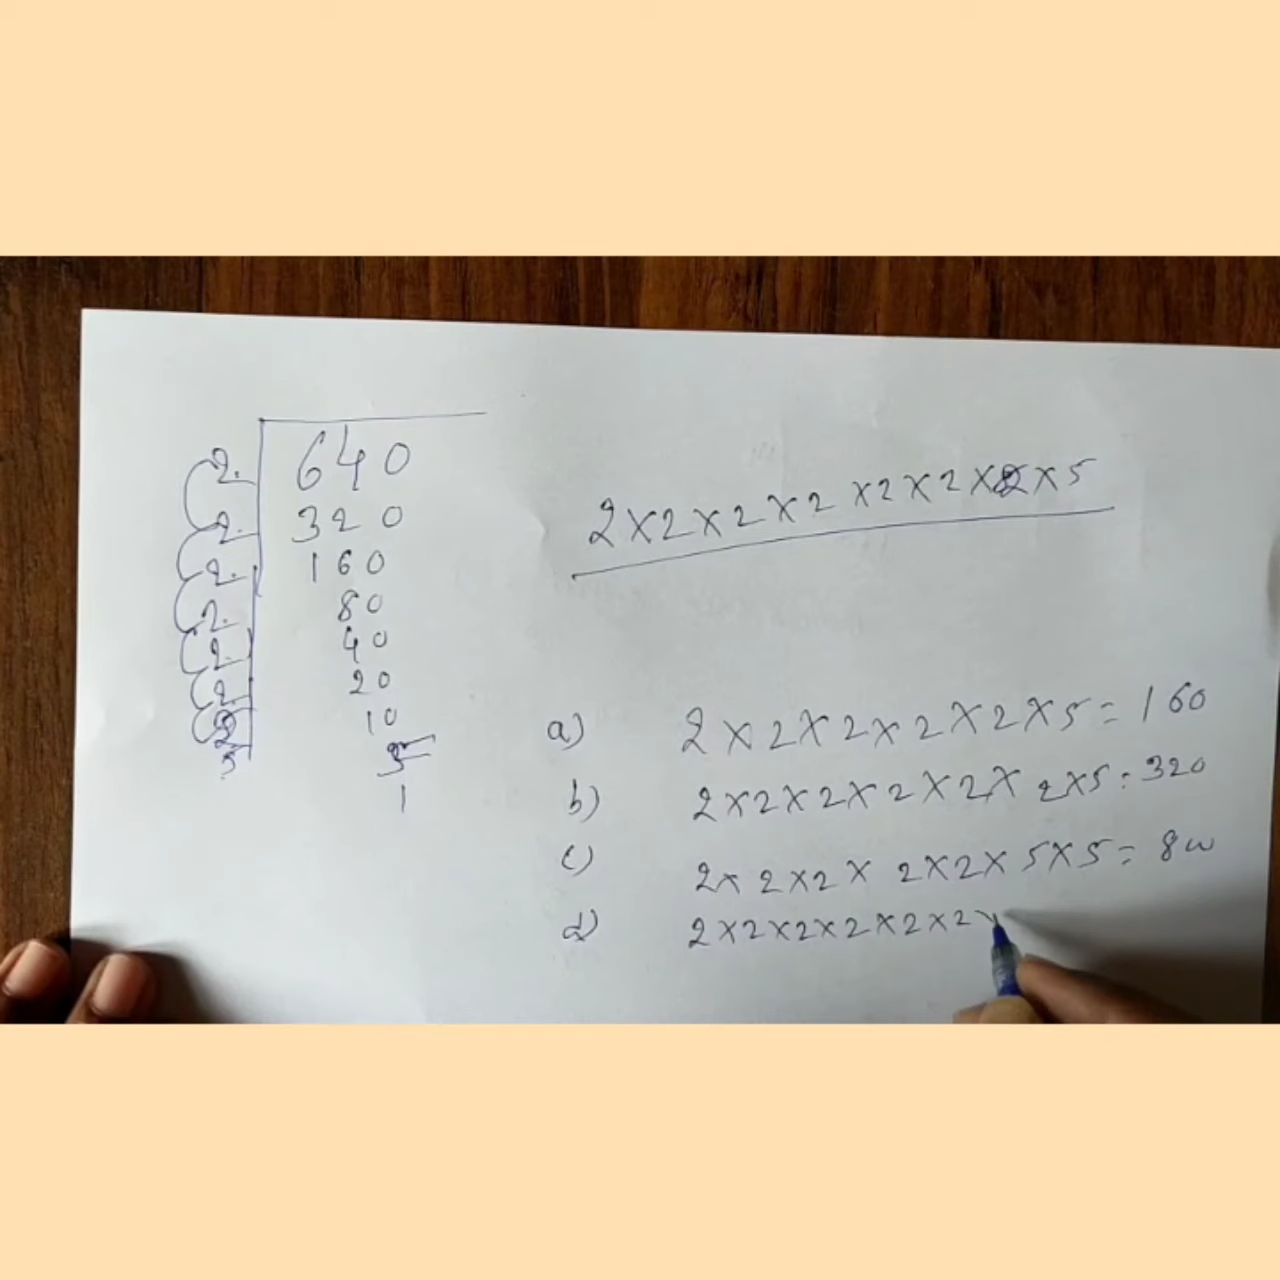 2. 640
2. 320
2. 160
2. 80
2. 40
2. 20
2 10
5 5
1
2×2×2×2×2×2×2×5
a) 2×2×2×2×2×5=160
b) 2×2×2×2×2×2×5=320
c) 2×2×2×2×2×5×5=800
d) 2×2×2×2×2×2×